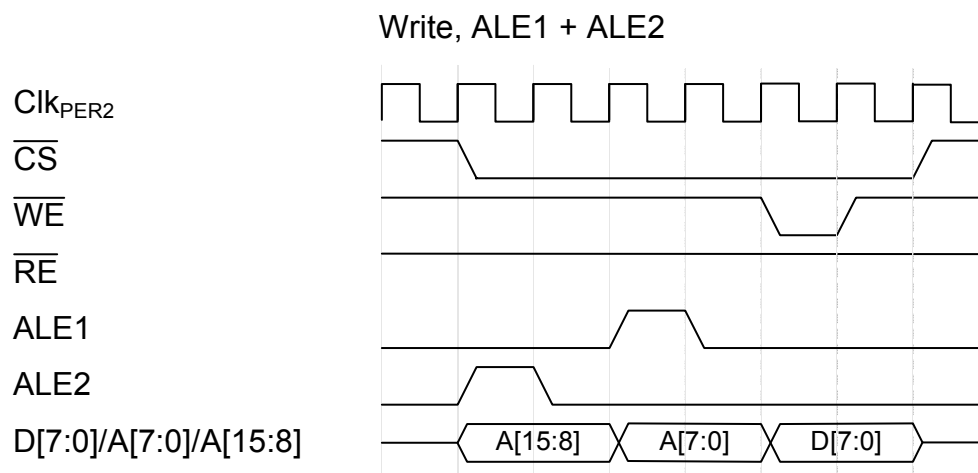 Write, ALE1 + ALE2
ClkPER2
CS
WE
RE
ALE1
ALE2
D[7:0]/A[7:0]/A[15:8] A[15:8] A[7:0] D[7:0]